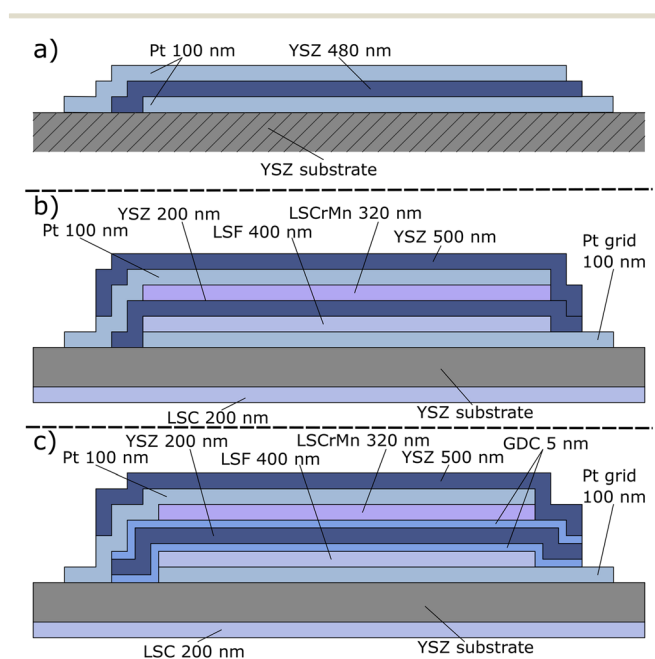 a)
Pt 100 nm
YSZ 480 nm
YSZ substrate
b)
YSZ 200 nm
LSCrMn 320 nm
Pt 100 nm
LSF 400 nm
YSZ 500 nm
Pt grid
100 nm
LSC 200 nm
YSZ substrate
c)
YSZ 200 nm
LSCrMn 320 nm
GDC 5 nm
Pt 100 nm
LSF 400 nm
YSZ 500 nm
Pt grid
100 nm
LSC 200 nm
YSZ substrate